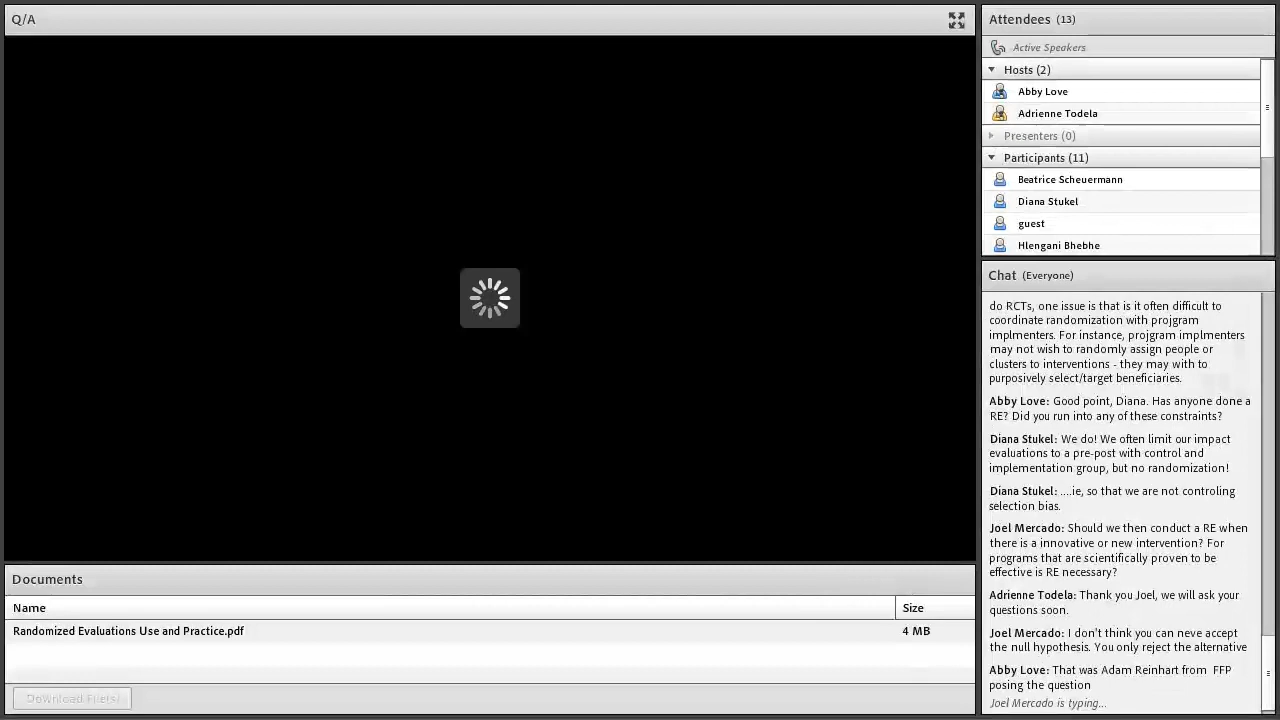 Q/A
Attendees (13)
Active Speakers
Hosts (2)
Abby Love
Adrienne Todela
Presenters (0)
Participants (11)
Beatrice Scheuermann
Diana Stukel
guest
Hlengani Bhebhe
Chat (Everyone)
do RCTs, one issue is that is it often difficult to
coordinate randomization with projgram
implmenters. For instance, projgram implmenters
may not wish to randomly assign people or
clusters to interventions - they may with to
purposively select/target beneficiaries.
Abby Love: Good point, Diana. Has anyone done a
RE? Did you run into any of these constraints?
Diana Stukel: We do! We often limit our impact
evaluations to a pre-post with control and
implementation group, but no randomization!
Diana Stukel: ....ie, so that we are not controling
selection bias.
Joel Mercado: Should we then conduct a RE when
there is a innovative or new intervention? For
programs that are scientifically proven to be
effective is RE necessary?
Adrienne Todela: Thank you Joel, we will ask your
questions soon.
Joel Mercado: I don't think you can neve accept
the null hypothesis. You only reject the alternative
Abby Love: That was Adam Reinhart from FFP
posing the question
Joel Mercado is typing...
Documents
Name Size
Randomized Evaluations Use and Practice.pdf 4 MB
Download File(s)